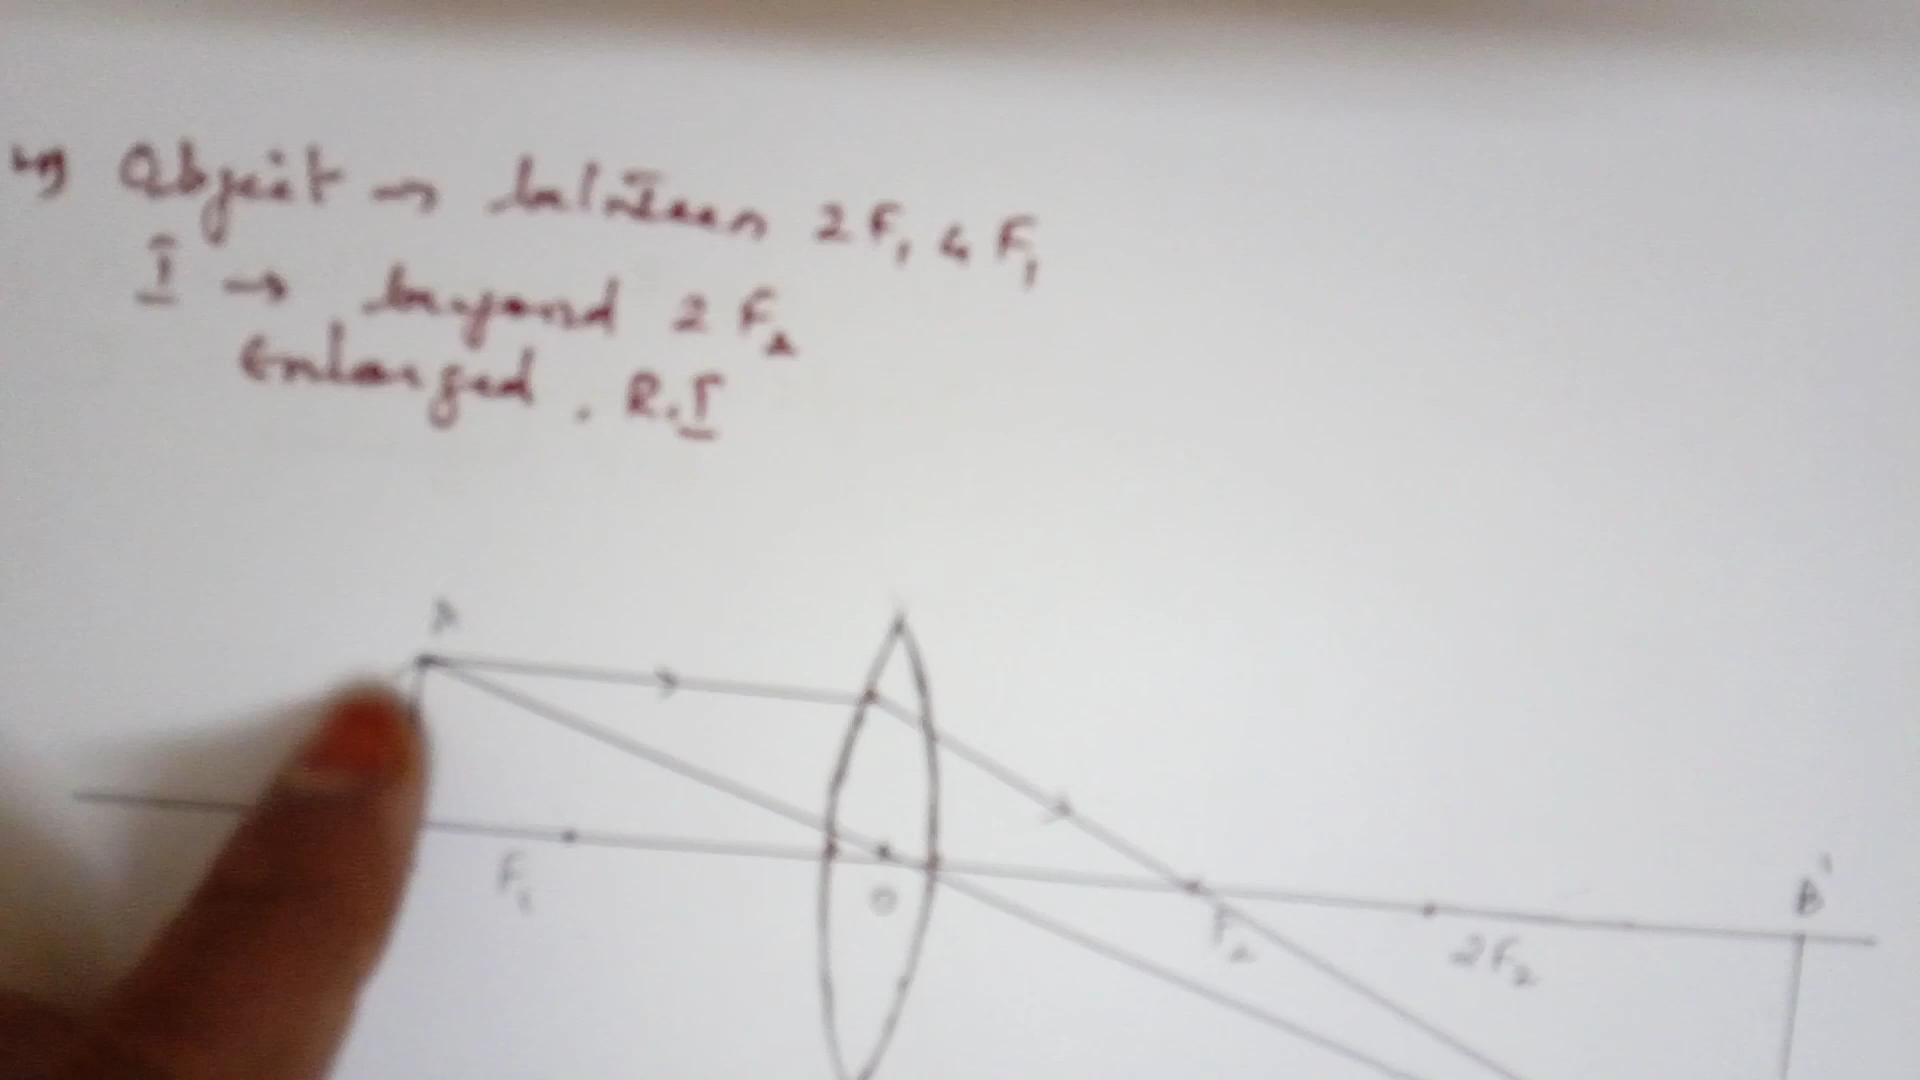 Object → between 2F₁ & F₁
I → beyond 2F₂
Enlarged . R.I
A
F₁
O
F₂
2F₂
B'